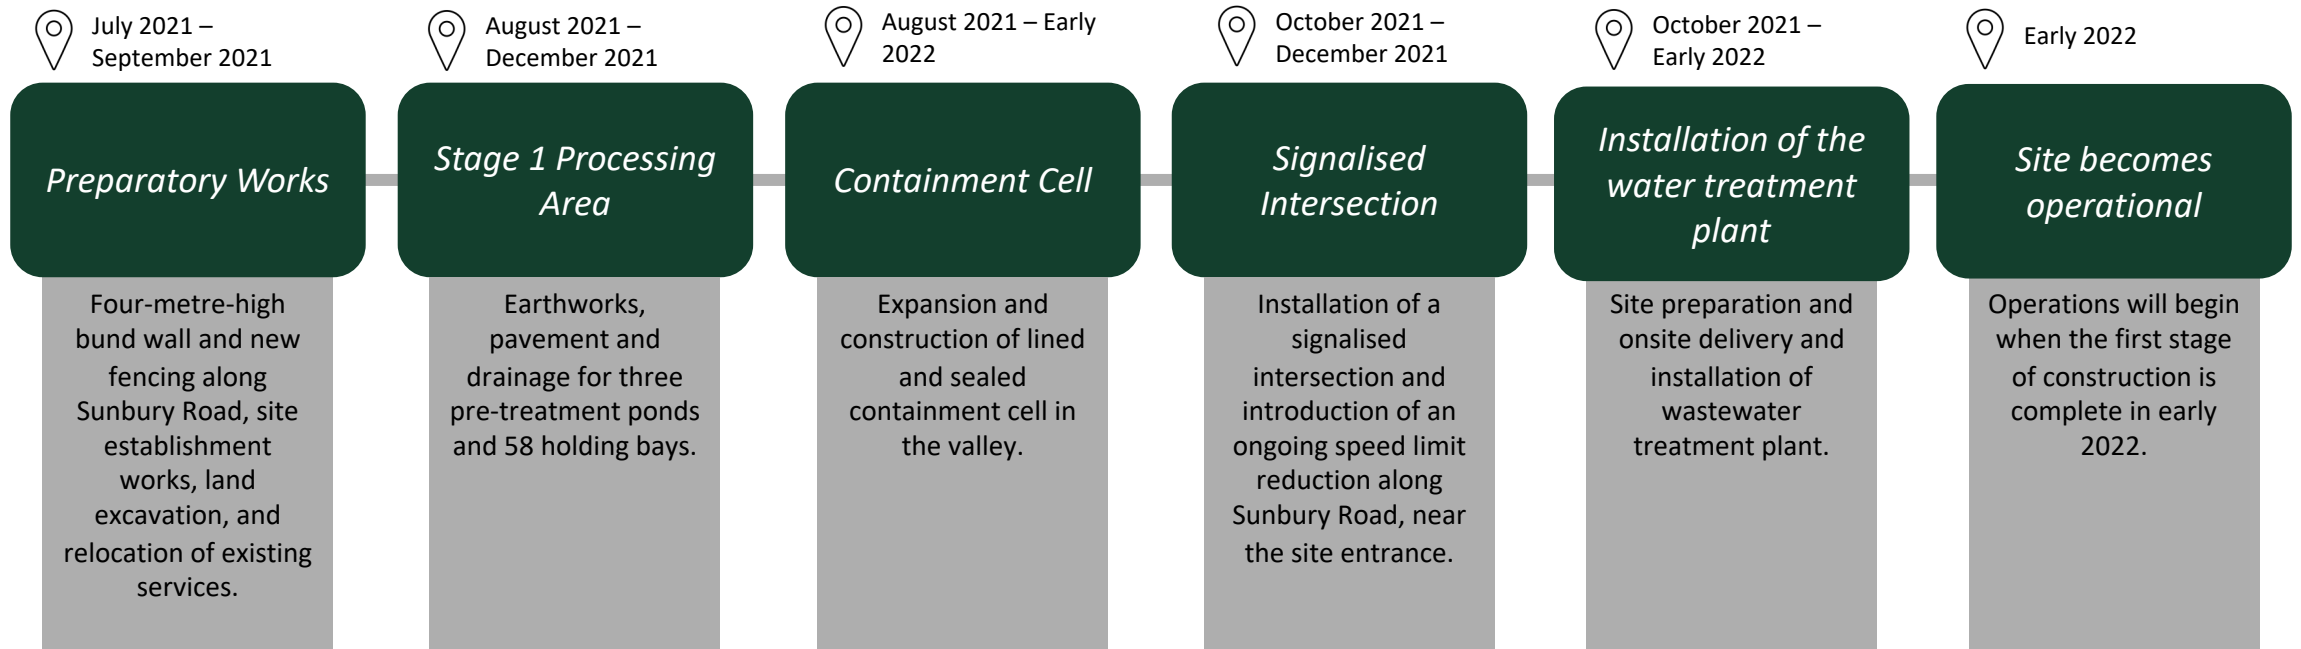 July 2021 –
September 2021
Preparatory Works
Four-metre-high
bund wall and new
fencing along
Sunbury Road, site
establishment
works, land
excavation, and
relocation of existing
services.
August 2021 –
December 2021
Stage 1 Processing
Area
Earthworks,
pavement and
drainage for three
pre-treatment ponds
and 58 holding bays.
August 2021 – Early
2022
Containment Cell
Expansion and
construction of lined
and sealed
containment cell in
the valley.
October 2021 –
December 2021
Signalised
Intersection
Installation of a
signalised
intersection and
introduction of an
ongoing speed limit
reduction along
Sunbury Road, near
the site entrance.
October 2021 –
Early 2022
Installation of the
water treatment
plant
Site preparation and
onsite delivery and
installation of
wastewater
treatment plant.
Early 2022
Site becomes
operational
Operations will begin
when the first stage
of construction is
complete in early
2022.